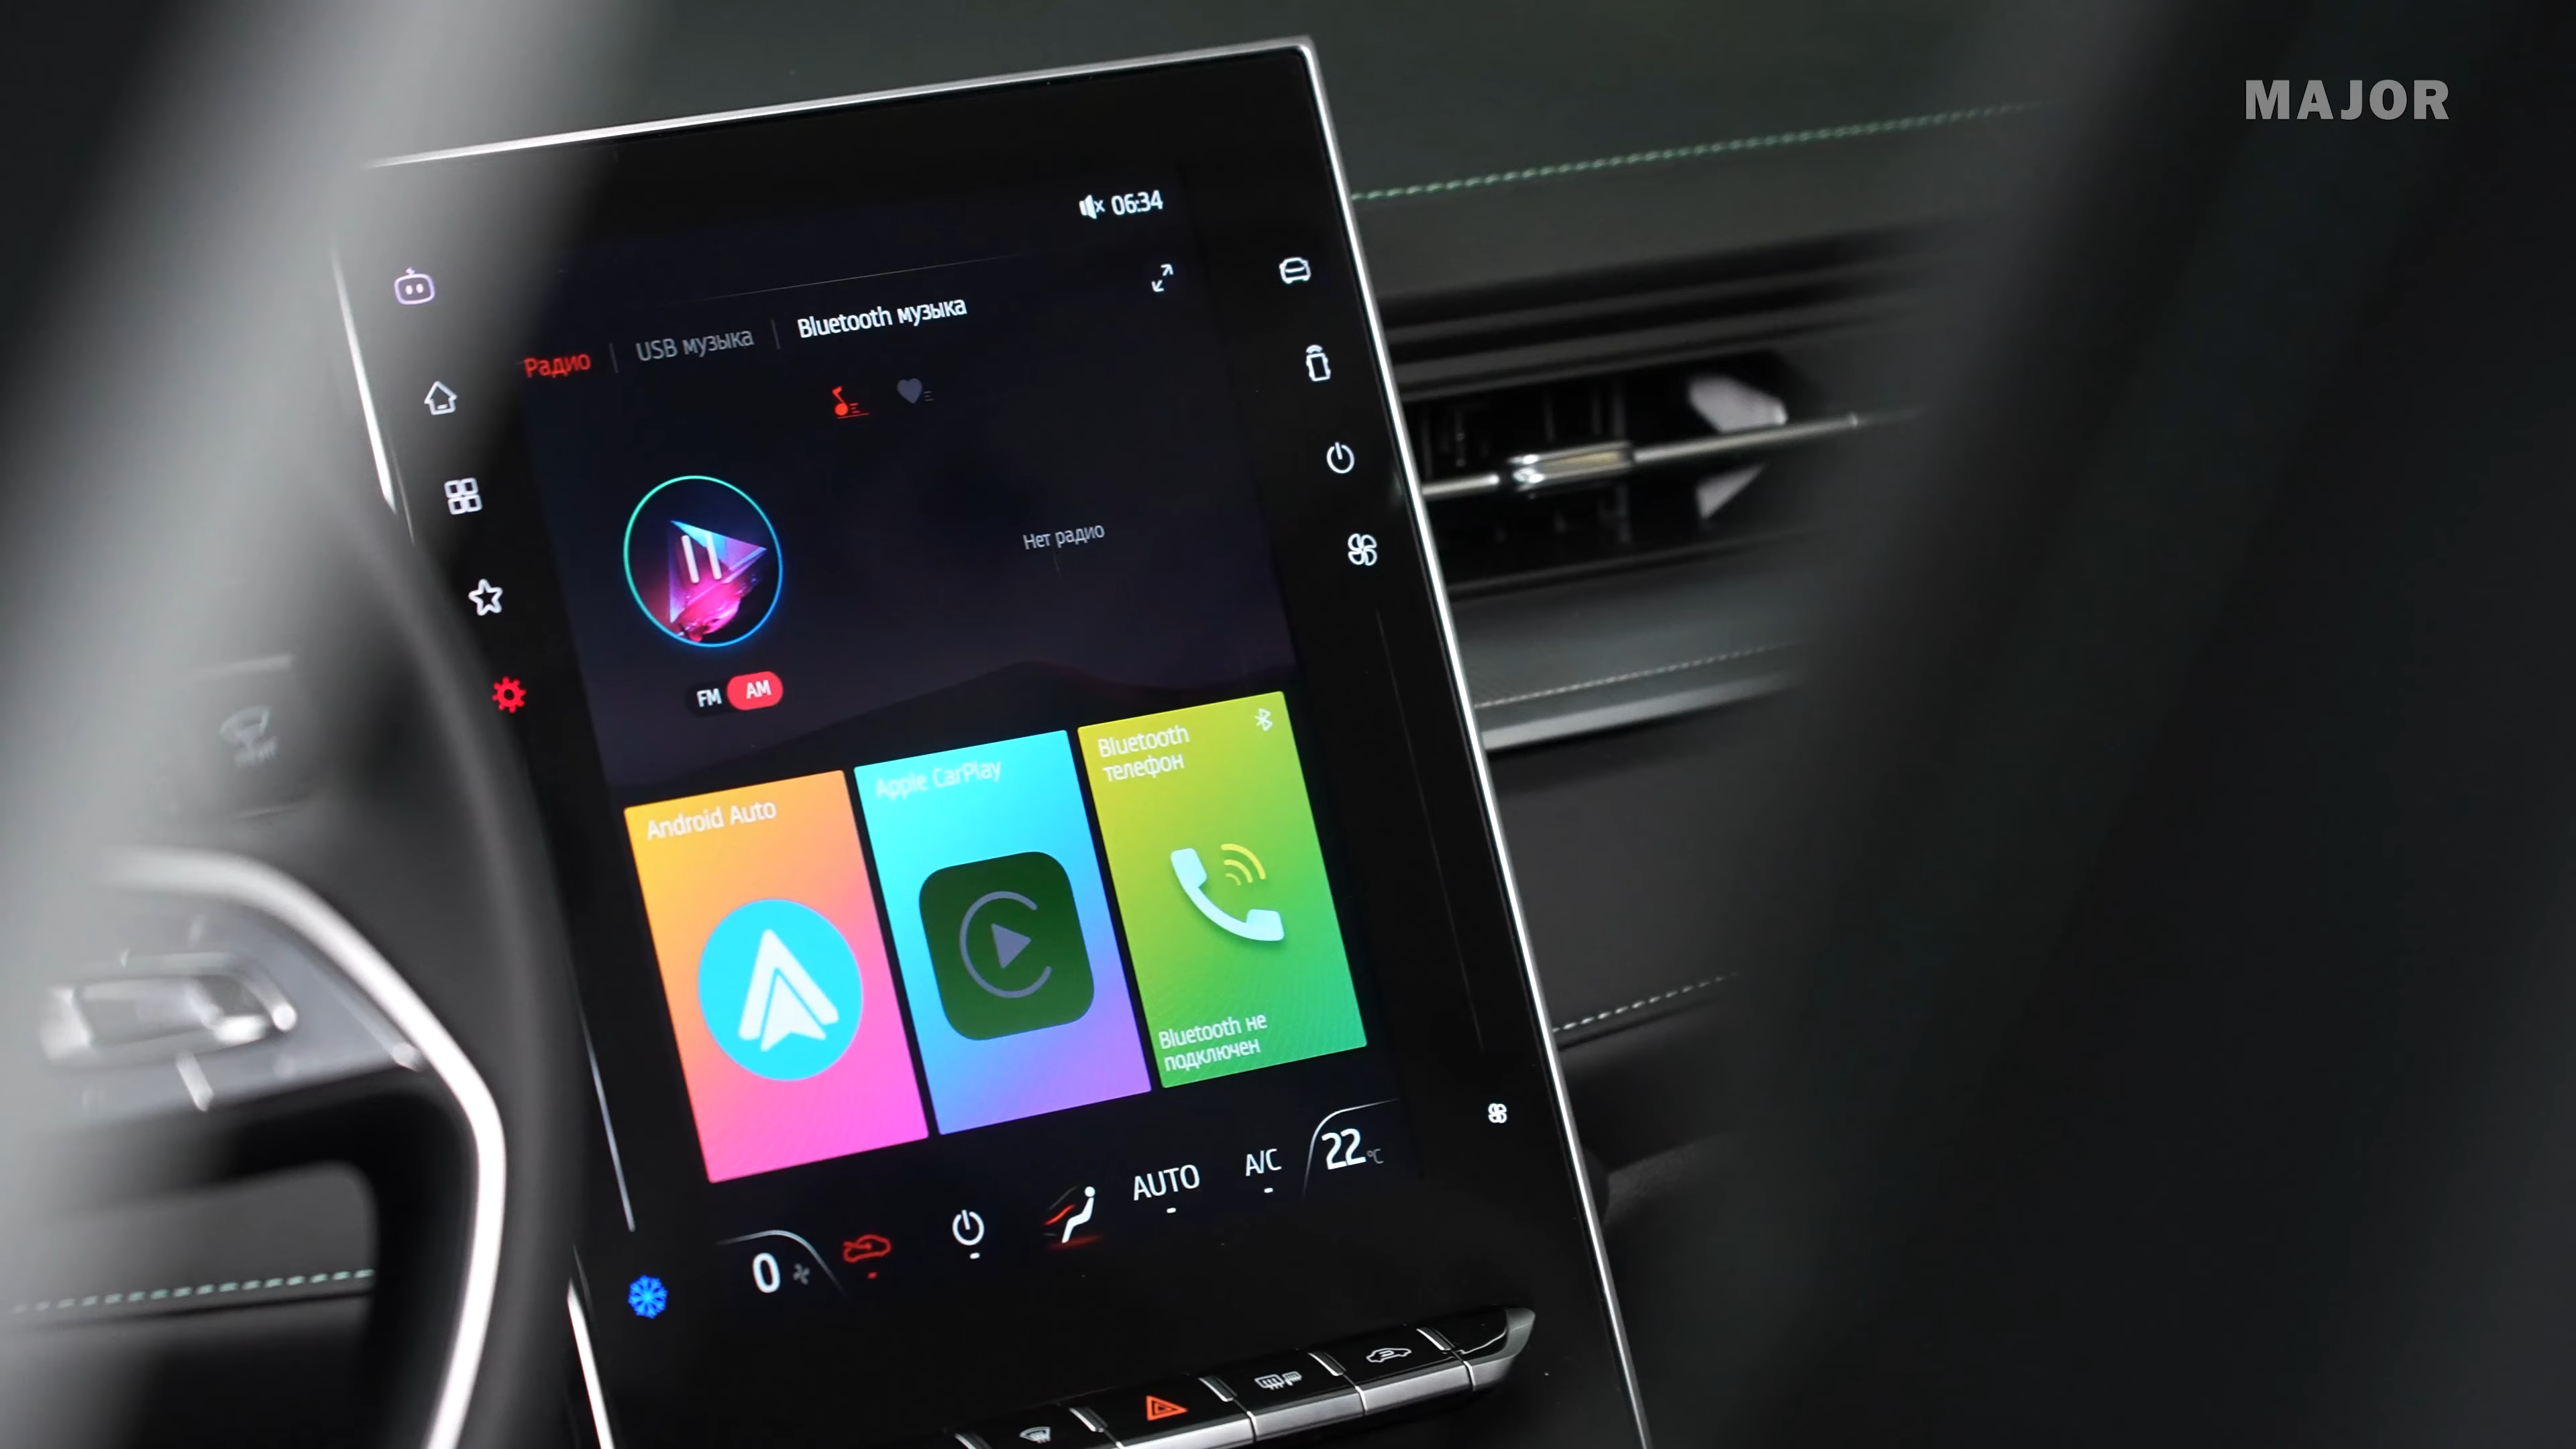 MAJOR
06:34
Радио | USB музыка | Bluetooth музыка
Нет радио
FM AM
Android Auto
Apple CarPlay
Bluetooth
телефон
Bluetooth не
подключен
0
AUTO
A/C
22 °C